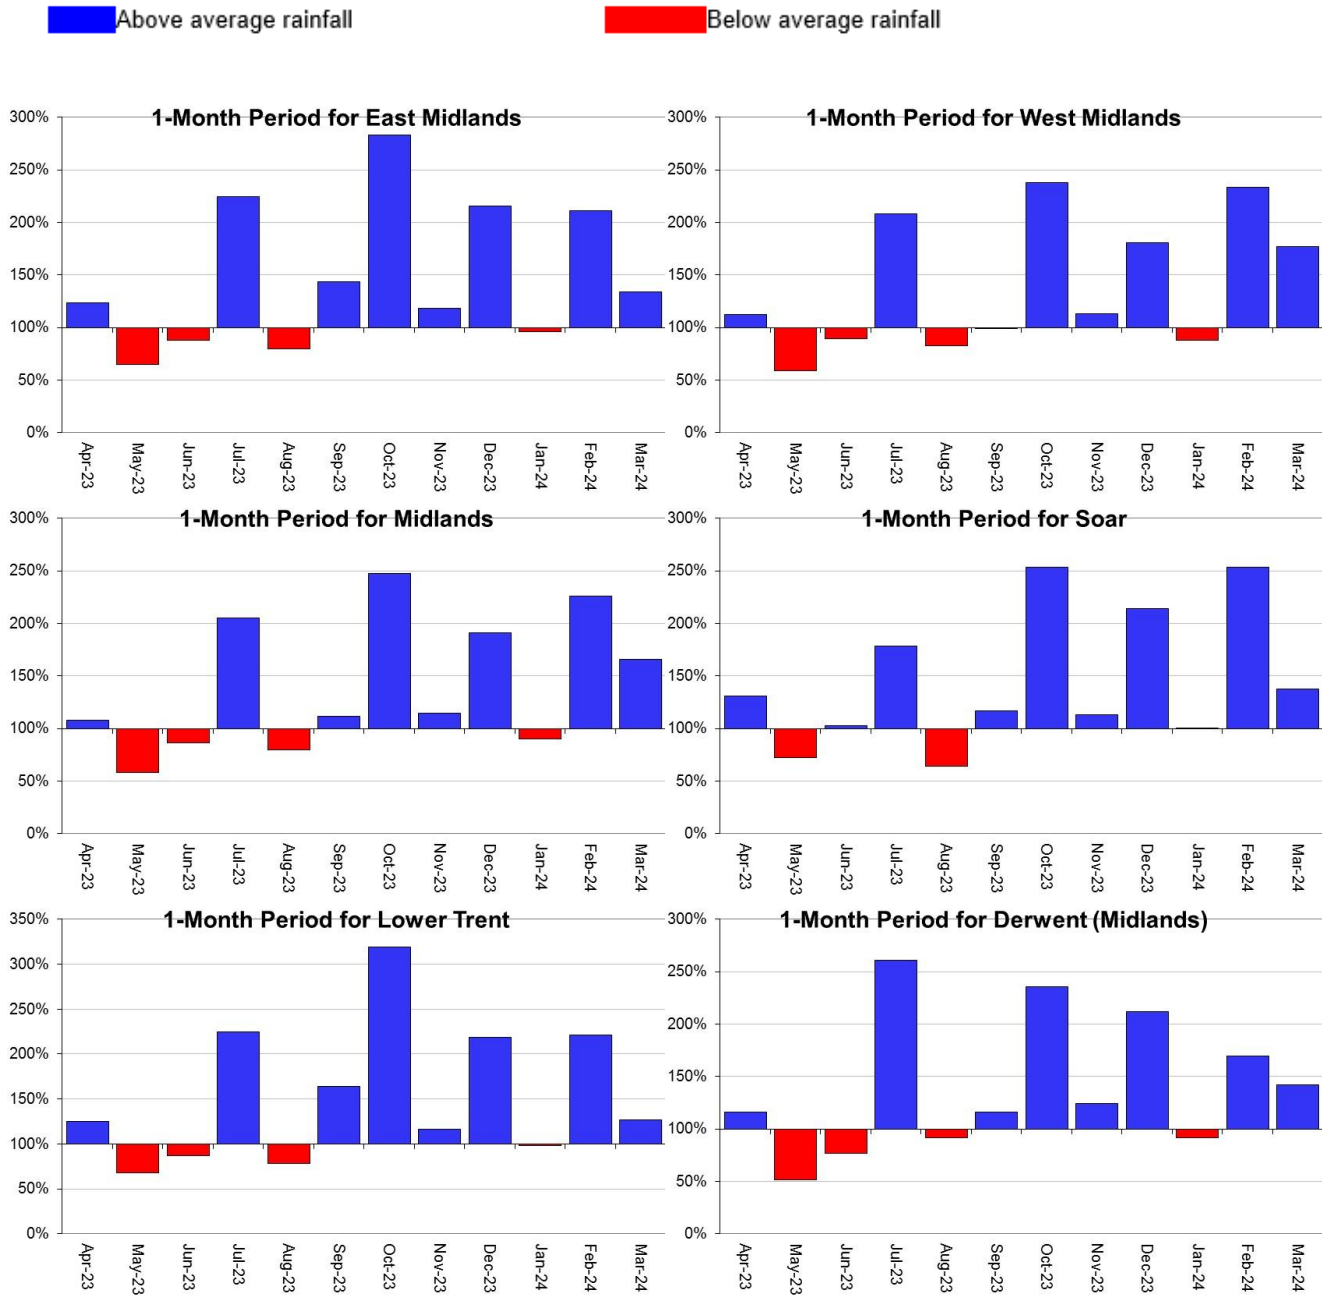 Above average rainfall
Below average rainfall
1-Month Period for East Midlands
300%
250%
200%
150%
100%
50%
0%
Apr-23
May-23
Jun-23
Jul-23
Aug-23
Sep-23
Oct-23
Nov-23
Dec-23
Jan-24
Feb-24
Mar-24
1-Month Period for West Midlands
300%
250%
200%
150%
100%
50%
0%
Apr-23
May-23
Jun-23
Jul-23
Aug-23
Sep-23
Oct-23
Nov-23
Dec-23
Jan-24
Feb-24
Mar-24
1-Month Period for Midlands
300%
250%
200%
150%
100%
50%
0%
Apr-23
May-23
Jun-23
Jul-23
Aug-23
Sep-23
Oct-23
Nov-23
Dec-23
Jan-24
Feb-24
Mar-24
1-Month Period for Soar
300%
250%
200%
150%
100%
50%
0%
Apr-23
May-23
Jun-23
Jul-23
Aug-23
Sep-23
Oct-23
Nov-23
Dec-23
Jan-24
Feb-24
Mar-24
1-Month Period for Lower Trent
350%
300%
250%
200%
150%
100%
50%
0%
Apr-23
May-23
Jun-23
Jul-23
Aug-23
Sep-23
Oct-23
Nov-23
Dec-23
Jan-24
Feb-24
Mar-24
1-Month Period for Derwent (Midlands)
300%
250%
200%
150%
100%
50%
0%
Apr-23
May-23
Jun-23
Jul-23
Aug-23
Sep-23
Oct-23
Nov-23
Dec-23
Jan-24
Feb-24
Mar-24